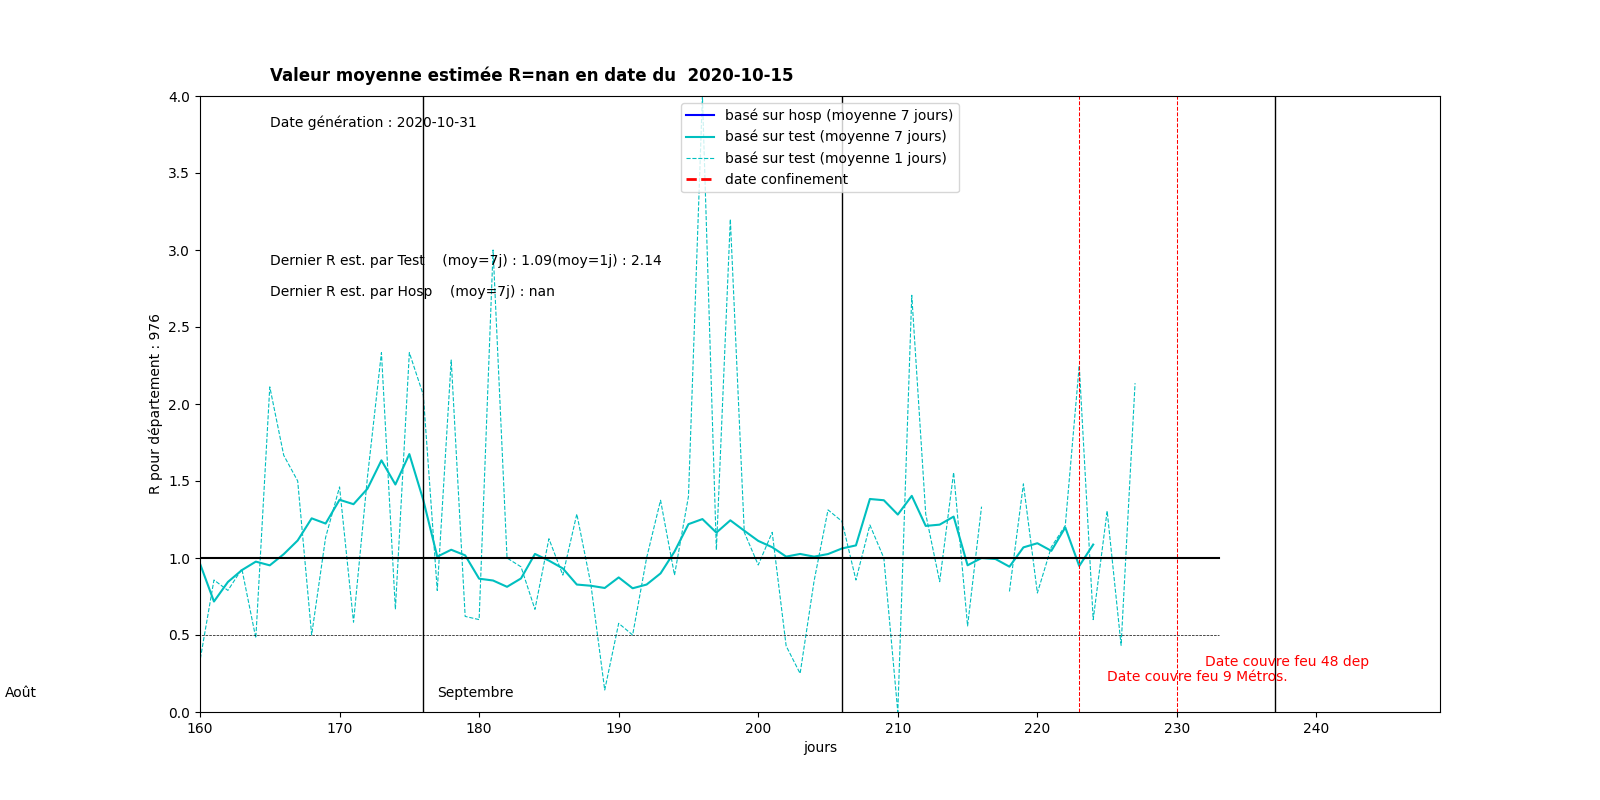 Valeur moyenne estimée R=nan en date du  2020-10-15
Date génération : 2020-10-31
basé sur hosp (moyenne 7 jours)
basé sur test (moyenne 7 jours)
basé sur test (moyenne 1 jours)
date confinement
Dernier R est. par Test    (moy=7j) : 1.09(moy=1j) : 2.14
Dernier R est. par Hosp    (moy=7j) : nan
R pour département : 976
4.0
3.5
3.0
2.5
2.0
1.5
1.0
0.5
0.0
Date couvre feu 48 dep
Date couvre feu 9 Métros.
Août
Septembre
160 170 180 190 200 210 220 230 240
jours